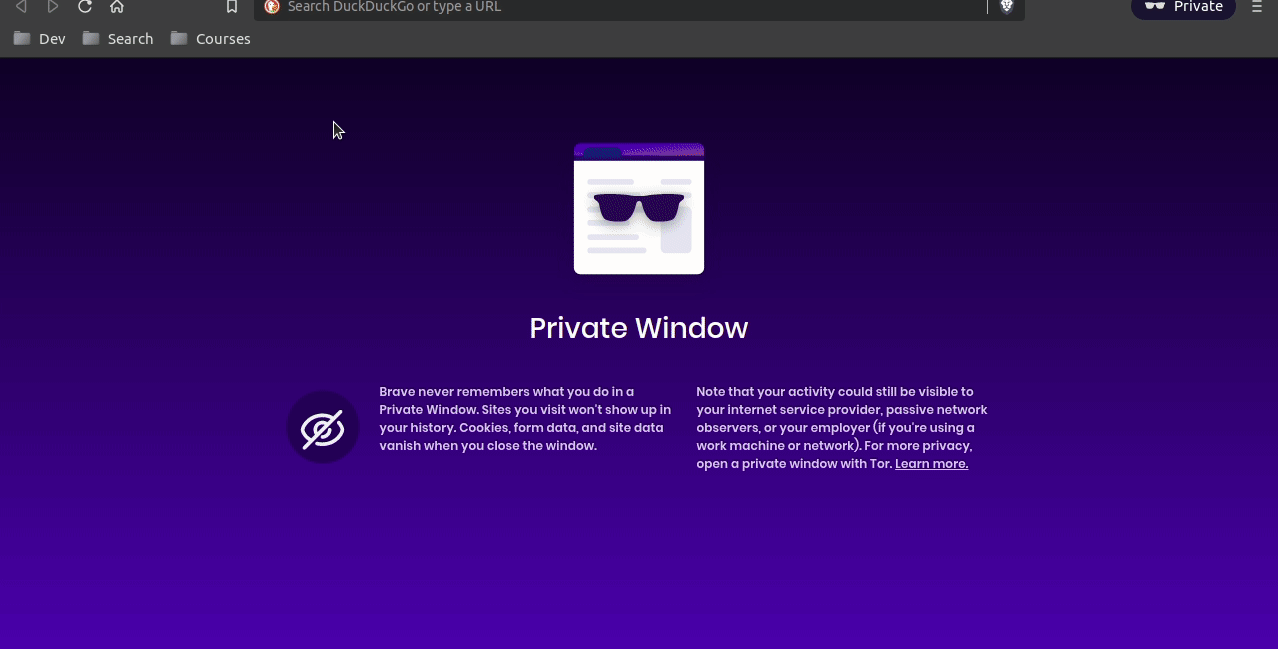 Search DuckDuckGo or type a URL
Private
Dev
Search
Courses
Private Window
Brave never remembers what you do in a
Private Window. Sites you visit won't show up in
your history. Cookies, form data, and site data
vanish when you close the window.
Note that your activity could still be visible to
your internet service provider, passive network
observers, or your employer (if you're using a
work machine or network). For more privacy,
open a private window with Tor. Learn more.